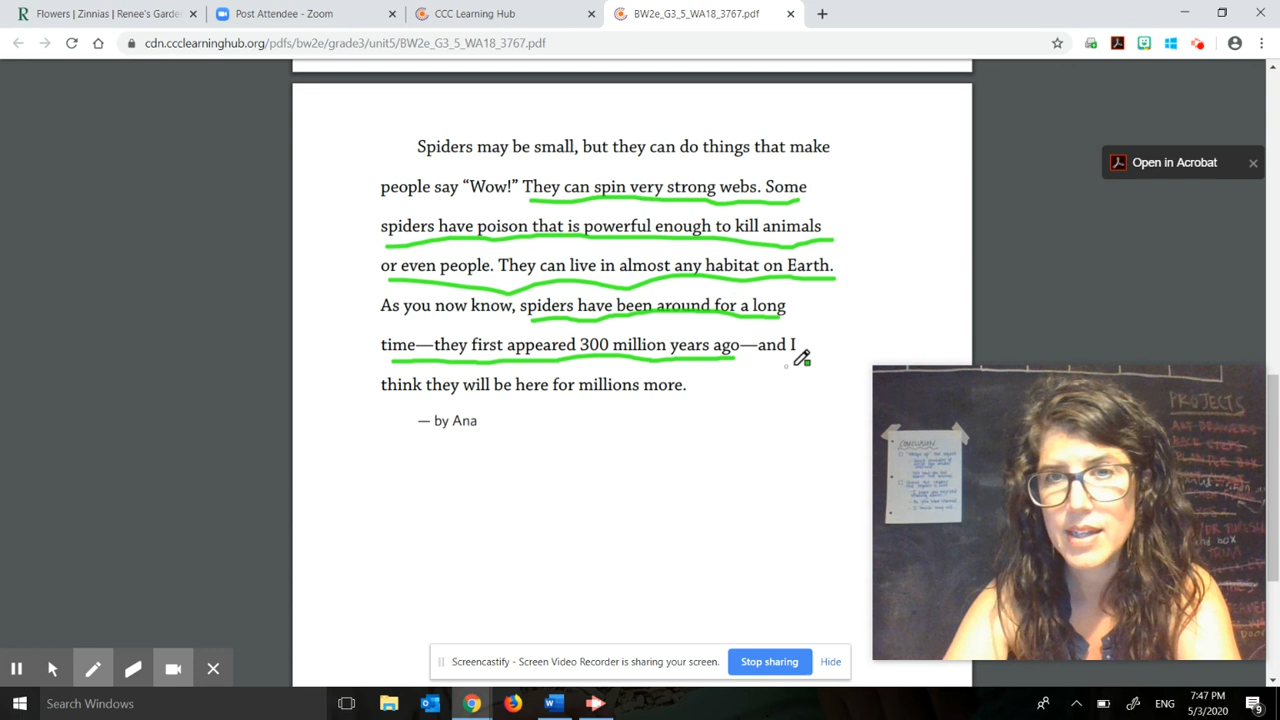 Flowers | Zinnias | Renee's Garde
Post Attendee - Zoom
CCC Learning Hub
BW2e_G3_5_WA18_3767.pdf
cdn.ccclearninghub.org/pdfs/bw2e/grade3/unit5/BW2e_G3_5_WA18_3767.pdf
Open in Acrobat
Spiders may be small, but they can do things that make
people say “Wow!” They can spin very strong webs. Some
spiders have poison that is powerful enough to kill animals
or even people. They can live in almost any habitat on Earth.
As you now know, spiders have been around for a long
time—they first appeared 300 million years ago—and I
think they will be here for millions more.
— by Ana
CONCLUSION
PROJECTS
Screencastify - Screen Video Recorder is sharing your screen.
Stop sharing
Hide
Search Windows
ENG
7:47 PM
5/3/2020
9